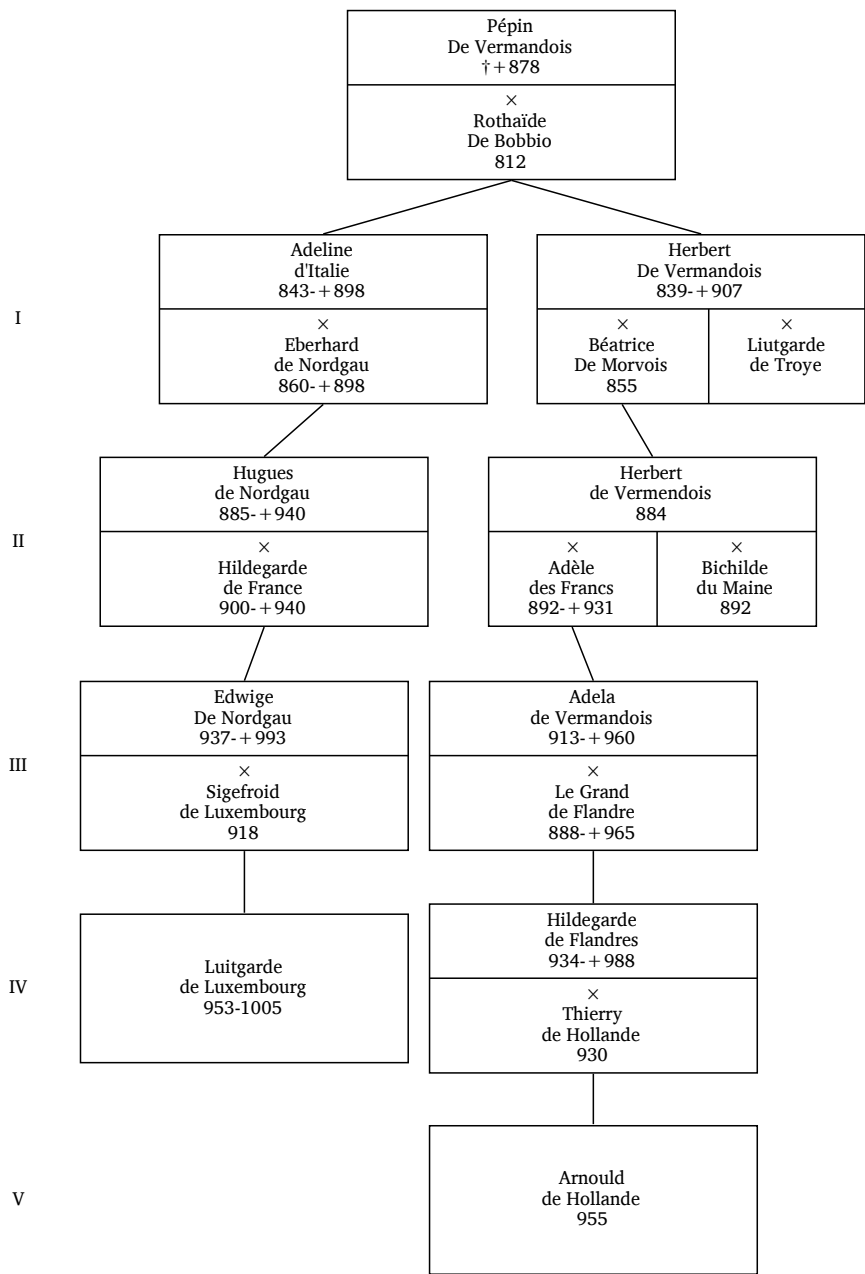 Pépin
De Vermandois
†+878
×
Rothaïde
De Bobbio
812
I
Adeline
d'Italie
843-+898
×
Eberhard
de Nordgau
860-+898
Herbert
De Vermandois
839-+907
×
Béatrice
De Morvois
855
×
Liutgarde
de Troye
II
Hugues
de Nordgau
885-+940
×
Hildegarde
de France
900-+940
Herbert
de Vermendois
884
×
Adèle
des Francs
892-+931
×
Bichilde
du Maine
892
III
Edwige
De Nordgau
937-+993
×
Sigefroid
de Luxembourg
918
Adela
de Vermandois
913-+960
×
Le Grand
de Flandre
888-+965
IV
Luitgarde
de Luxembourg
953-1005
Hildegarde
de Flandres
934-+988
×
Thierry
de Hollande
930
V
Arnould
de Hollande
955